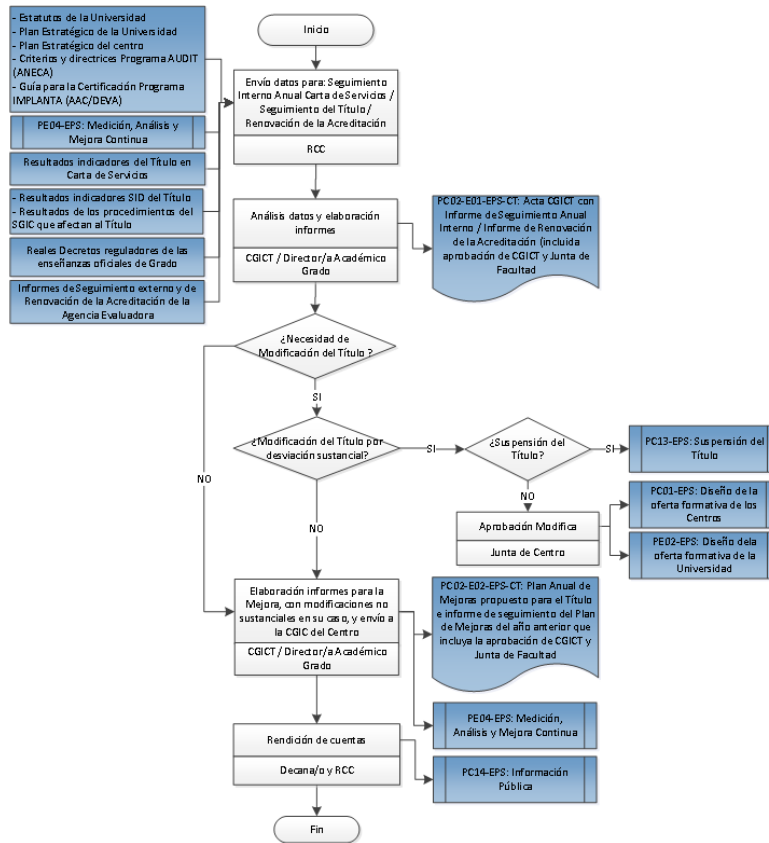 - Estatutos de la Universidad
- Plan Estratégico de la Universidad
- Plan Estratégico del centro
- Criterios y directrices Programa AUDIT
(ANECA)
- Guía para la Certificación Programa
IMPLANTA (AAC/DEVA)
PE04-EPS: Medición, Análisis y
Mejora Continua
Resultados indicadores del Título en
Carta de Servicios
- Resultados indicadores SID del Título
- Resultados de los procedimientos del
SGIC que afectan al Título
Reales Decretos reguladores de las
enseñanzas oficiales de Grado
Informes de Seguimiento externo y de
Renovación de la Acreditación de la
Agencia Evaluadora
Inicio
Envío datos para: Seguimiento
Interno Anual Carta de Servicios /
Seguimiento del Título /
Renovación de la Acreditación
RCC
Análisis datos y elaboración
informes
CGICT / Director/a Académico
Grado
PC02-E01-EPS-CT: Acta CGICT con
Informe de Seguimiento Anual
Interno / Informe de Renovación
de la Acreditación (incluida
aprobación de CGICT y Junta de
Facultad
¿Necesidad de
Modificación del Título ?
SI
NO
¿Modificación del Título por
desviación sustancial?
SI
NO
¿Suspensión del
Título?
SI
NO
PC13-EPS: Suspensión del
Título
Aprobación Modifica
Junta de Centro
PC01-EPS: Diseño de la
oferta formativa de los
Centros
PE02-EPS: Diseño dela
oferta formativa de la
Universidad
Elaboración informes para la
Mejora, con modificaciones no
sustanciales en su caso, y envío a
la CGIC del Centro
CGICT / Director/a Académico
Grado
PC02-E02-EPS-CT: Plan Anual de
Mejoras propuesto para el Título
e informe de seguimiento del Plan
de Mejoras del año anterior que
incluya la aprobación de CGICT y
Junta de Facultad
PE04-EPS: Medición,
Análisis y Mejora Continua
Rendición de cuentas
Decana/o y RCC
PC14-EPS: Información
Pública
Fin